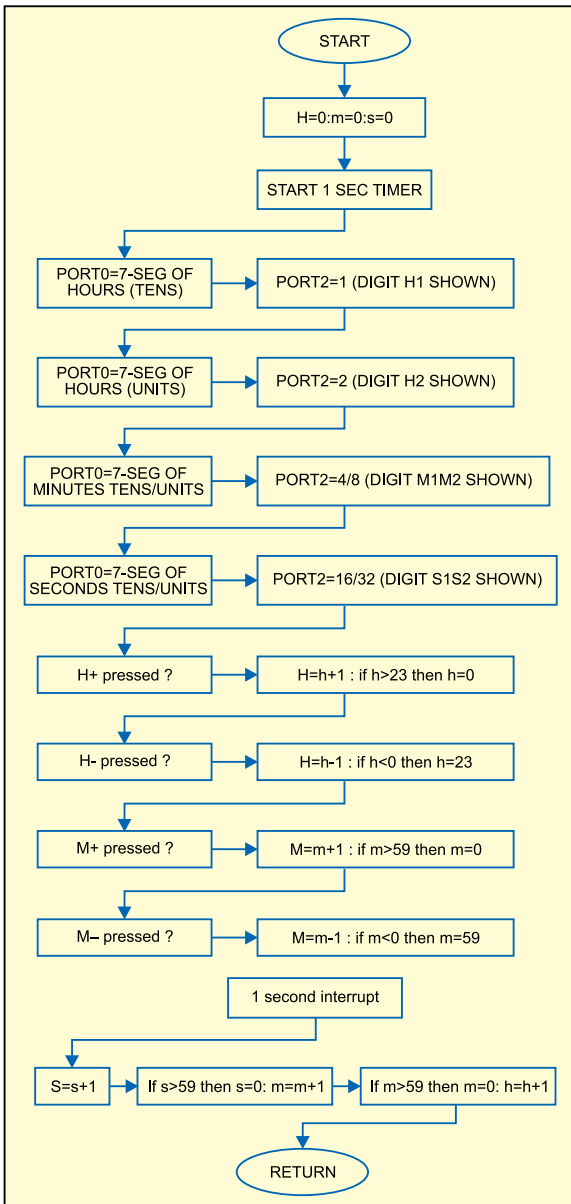 START
H=0:m=0:s=0
START 1 SEC TIMER
PORT0=7-SEG OF
HOURS (TENS)
PORT2=1 (DIGIT H1 SHOWN)
PORT0=7-SEG OF
HOURS (UNITS)
PORT2=2 (DIGIT H2 SHOWN)
PORT0=7-SEG OF
MINUTES TENS/UNITS
PORT2=4/8 (DIGIT M1M2 SHOWN)
PORT0=7-SEG OF
SECONDS TENS/UNITS
PORT2=16/32 (DIGIT S1S2 SHOWN)
H+ pressed ?
H=h+1 : if h>23 then h=0
H- pressed ?
H=h-1 : if h<0 then h=23
M+ pressed ?
M=m+1 : if m>59 then m=0
M– pressed ?
M=m-1 : if m<0 then m=59
1 second interrupt
S=s+1
If s>59 then s=0: m=m+1
If m>59 then m=0: h=h+1
RETURN